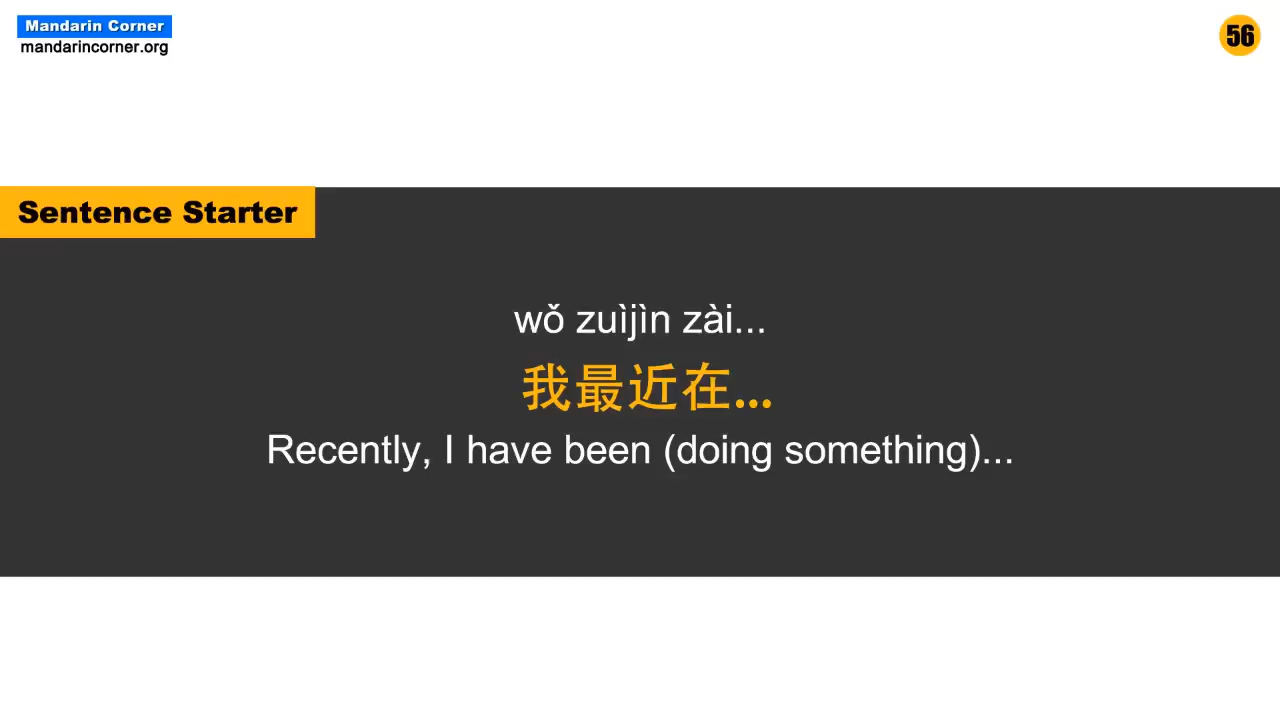 Mandarin Corner
mandarincorner.org
56
Sentence Starter
wǒ zuìjìn zài...
我最近在...
Recently, I have been (doing something)...